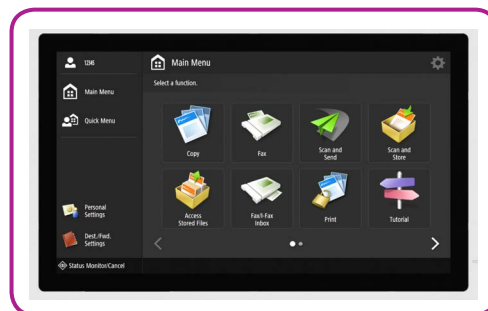 12345
Main Menu
Select a function.
Main Menu
Quick Menu
Copy
Fax
Scan and
Send
Scan and
Store
Access
Stored Files
Fax/I-Fax
Inbox
Print
Tutorial
Personal
Settings
Dest./Fwd.
Settings
Status Monitor/Cancel